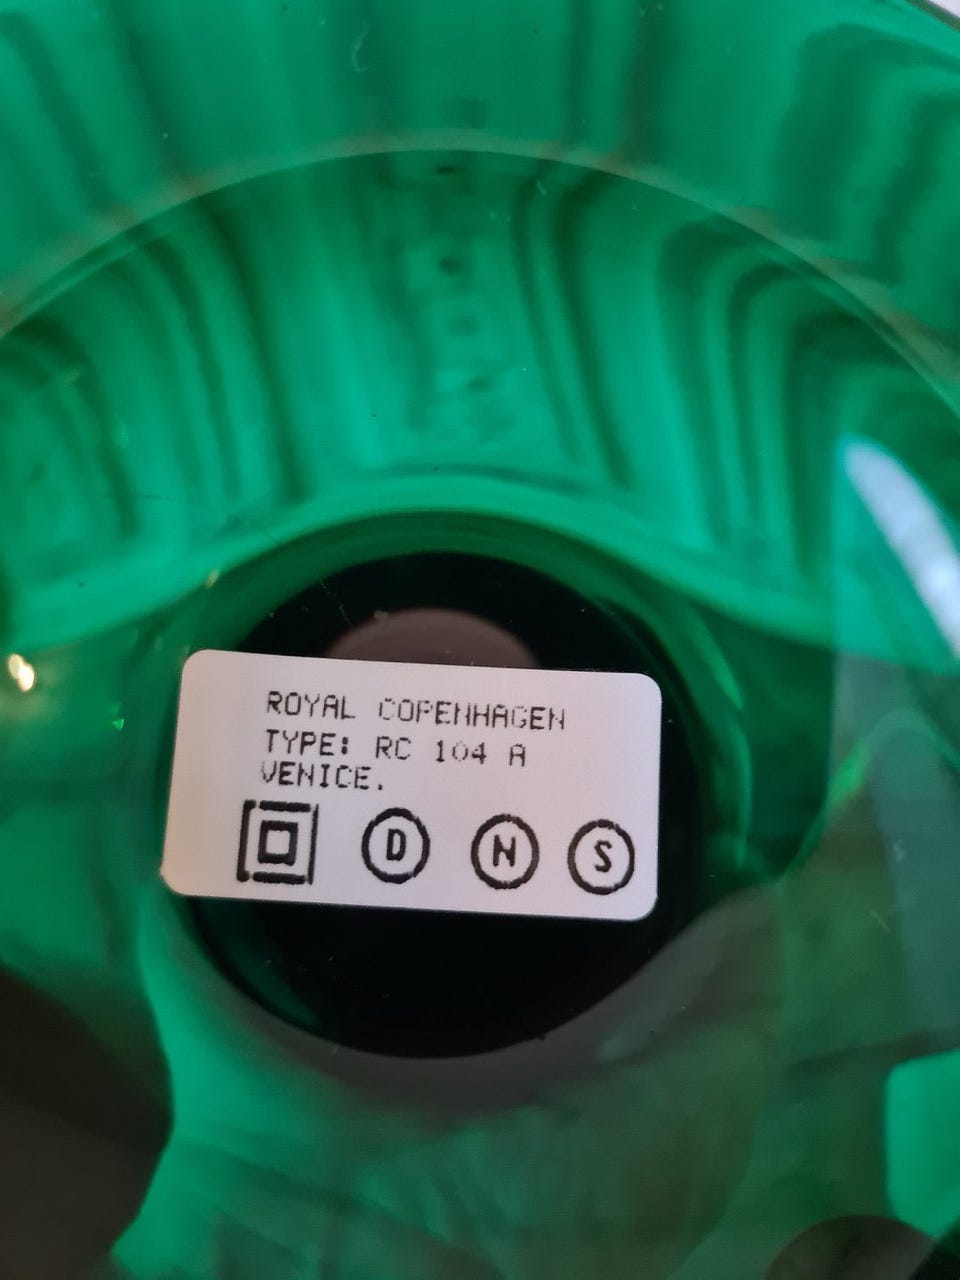 ROYAL COPENHAGEN
TYPE: RC 104 A
VENICE.
D N S